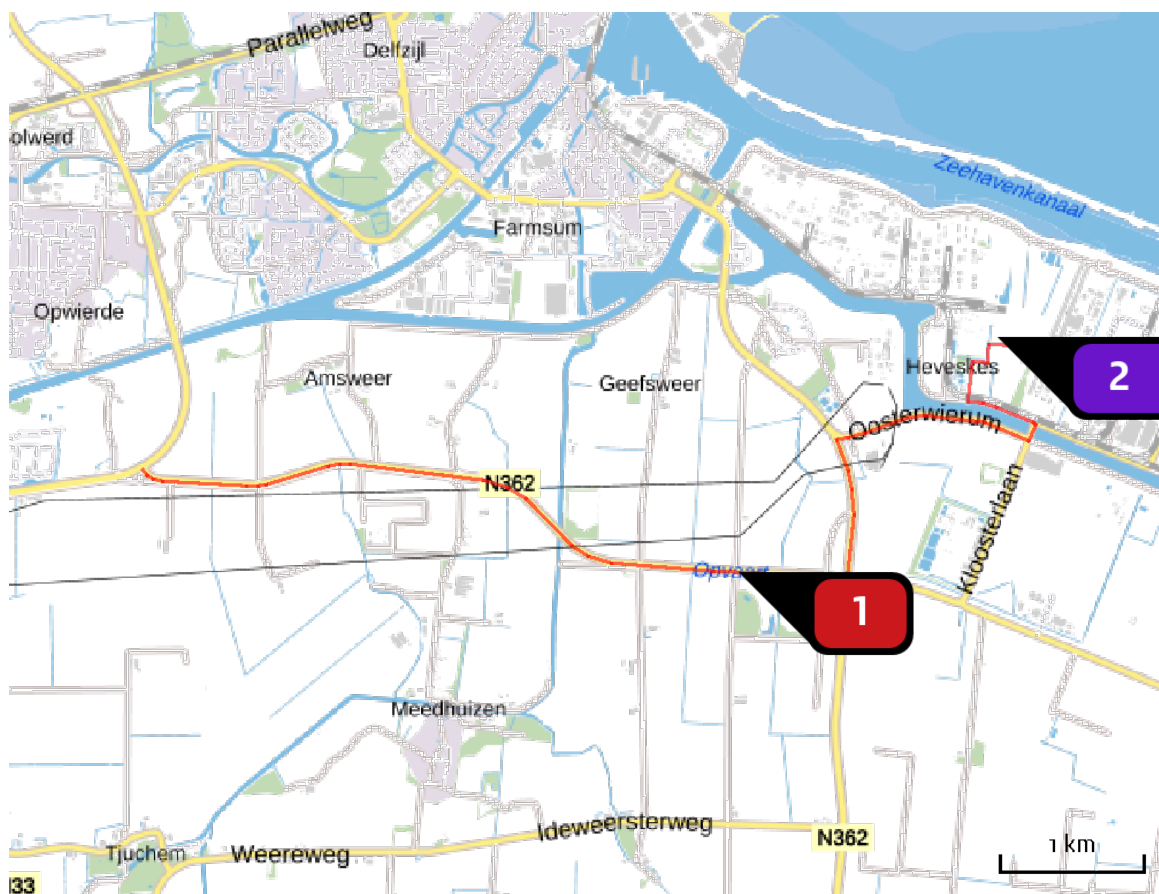 Parallelweg
Delfzijl
olwerd
Zeehavenkanaal
Farmsum
Opwierde
Heveskes
2
Amsweer
Geefsweer
Oosterwierum
N362
Kloosterlaan
Opvaart
1
Meedhuizen
Ideweersterweg
N362
1 km
Tjuchem
Weereweg
33